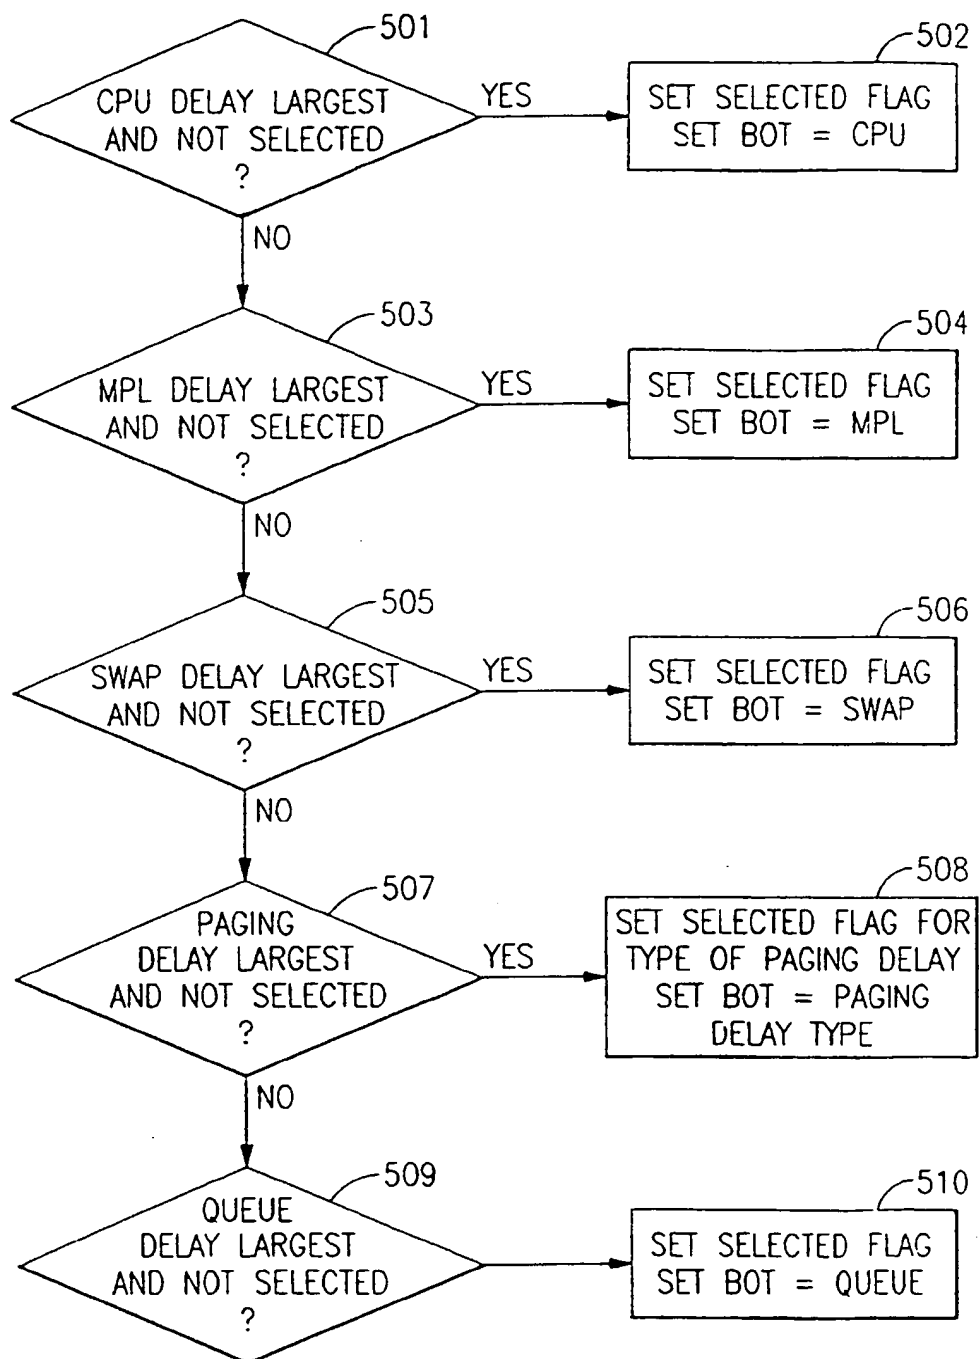 501
CPU DELAY LARGEST
AND NOT SELECTED
?
YES
502
SET SELECTED FLAG
SET BOT = CPU
NO
503
MPL DELAY LARGEST
AND NOT SELECTED
?
YES
504
SET SELECTED FLAG
SET BOT = MPL
NO
505
SWAP DELAY LARGEST
AND NOT SELECTED
?
YES
506
SET SELECTED FLAG
SET BOT = SWAP
NO
507
PAGING
DELAY LARGEST
AND NOT SELECTED
?
YES
508
SET SELECTED FLAG FOR
TYPE OF PAGING DELAY
SET BOT = PAGING
DELAY TYPE
NO
509
QUEUE
DELAY LARGEST
AND NOT SELECTED
?
510
SET SELECTED FLAG
SET BOT = QUEUE